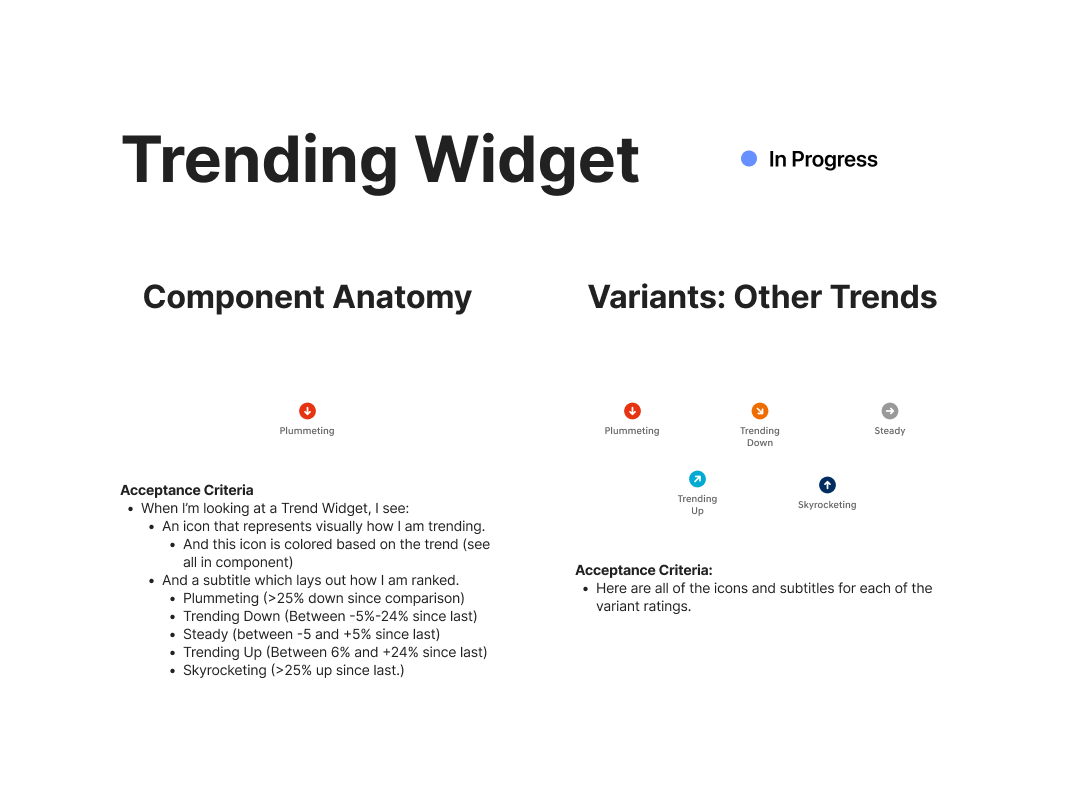 Trending Widget
In Progress
Component Anatomy
Plummeting
Acceptance Criteria
• When I'm looking at a Trend Widget, I see:
• An icon that represents visually how I am trending.
• And this icon is colored based on the trend (see
all in component)
• And a subtitle which lays out how I am ranked.
• Plummeting (>25% down since comparison)
• Trending Down (Between -5%-24% since last)
• Steady (between -5 and +5% since last)
• Trending Up (Between 6% and +24% since last)
• Skyrocketing (>25% up since last.)
Variants: Other Trends
Plummeting
Trending
Down
Steady
Trending
Up
Skyrocketing
Acceptance Criteria:
• Here are all of the icons and subtitles for each of the
variant ratings.